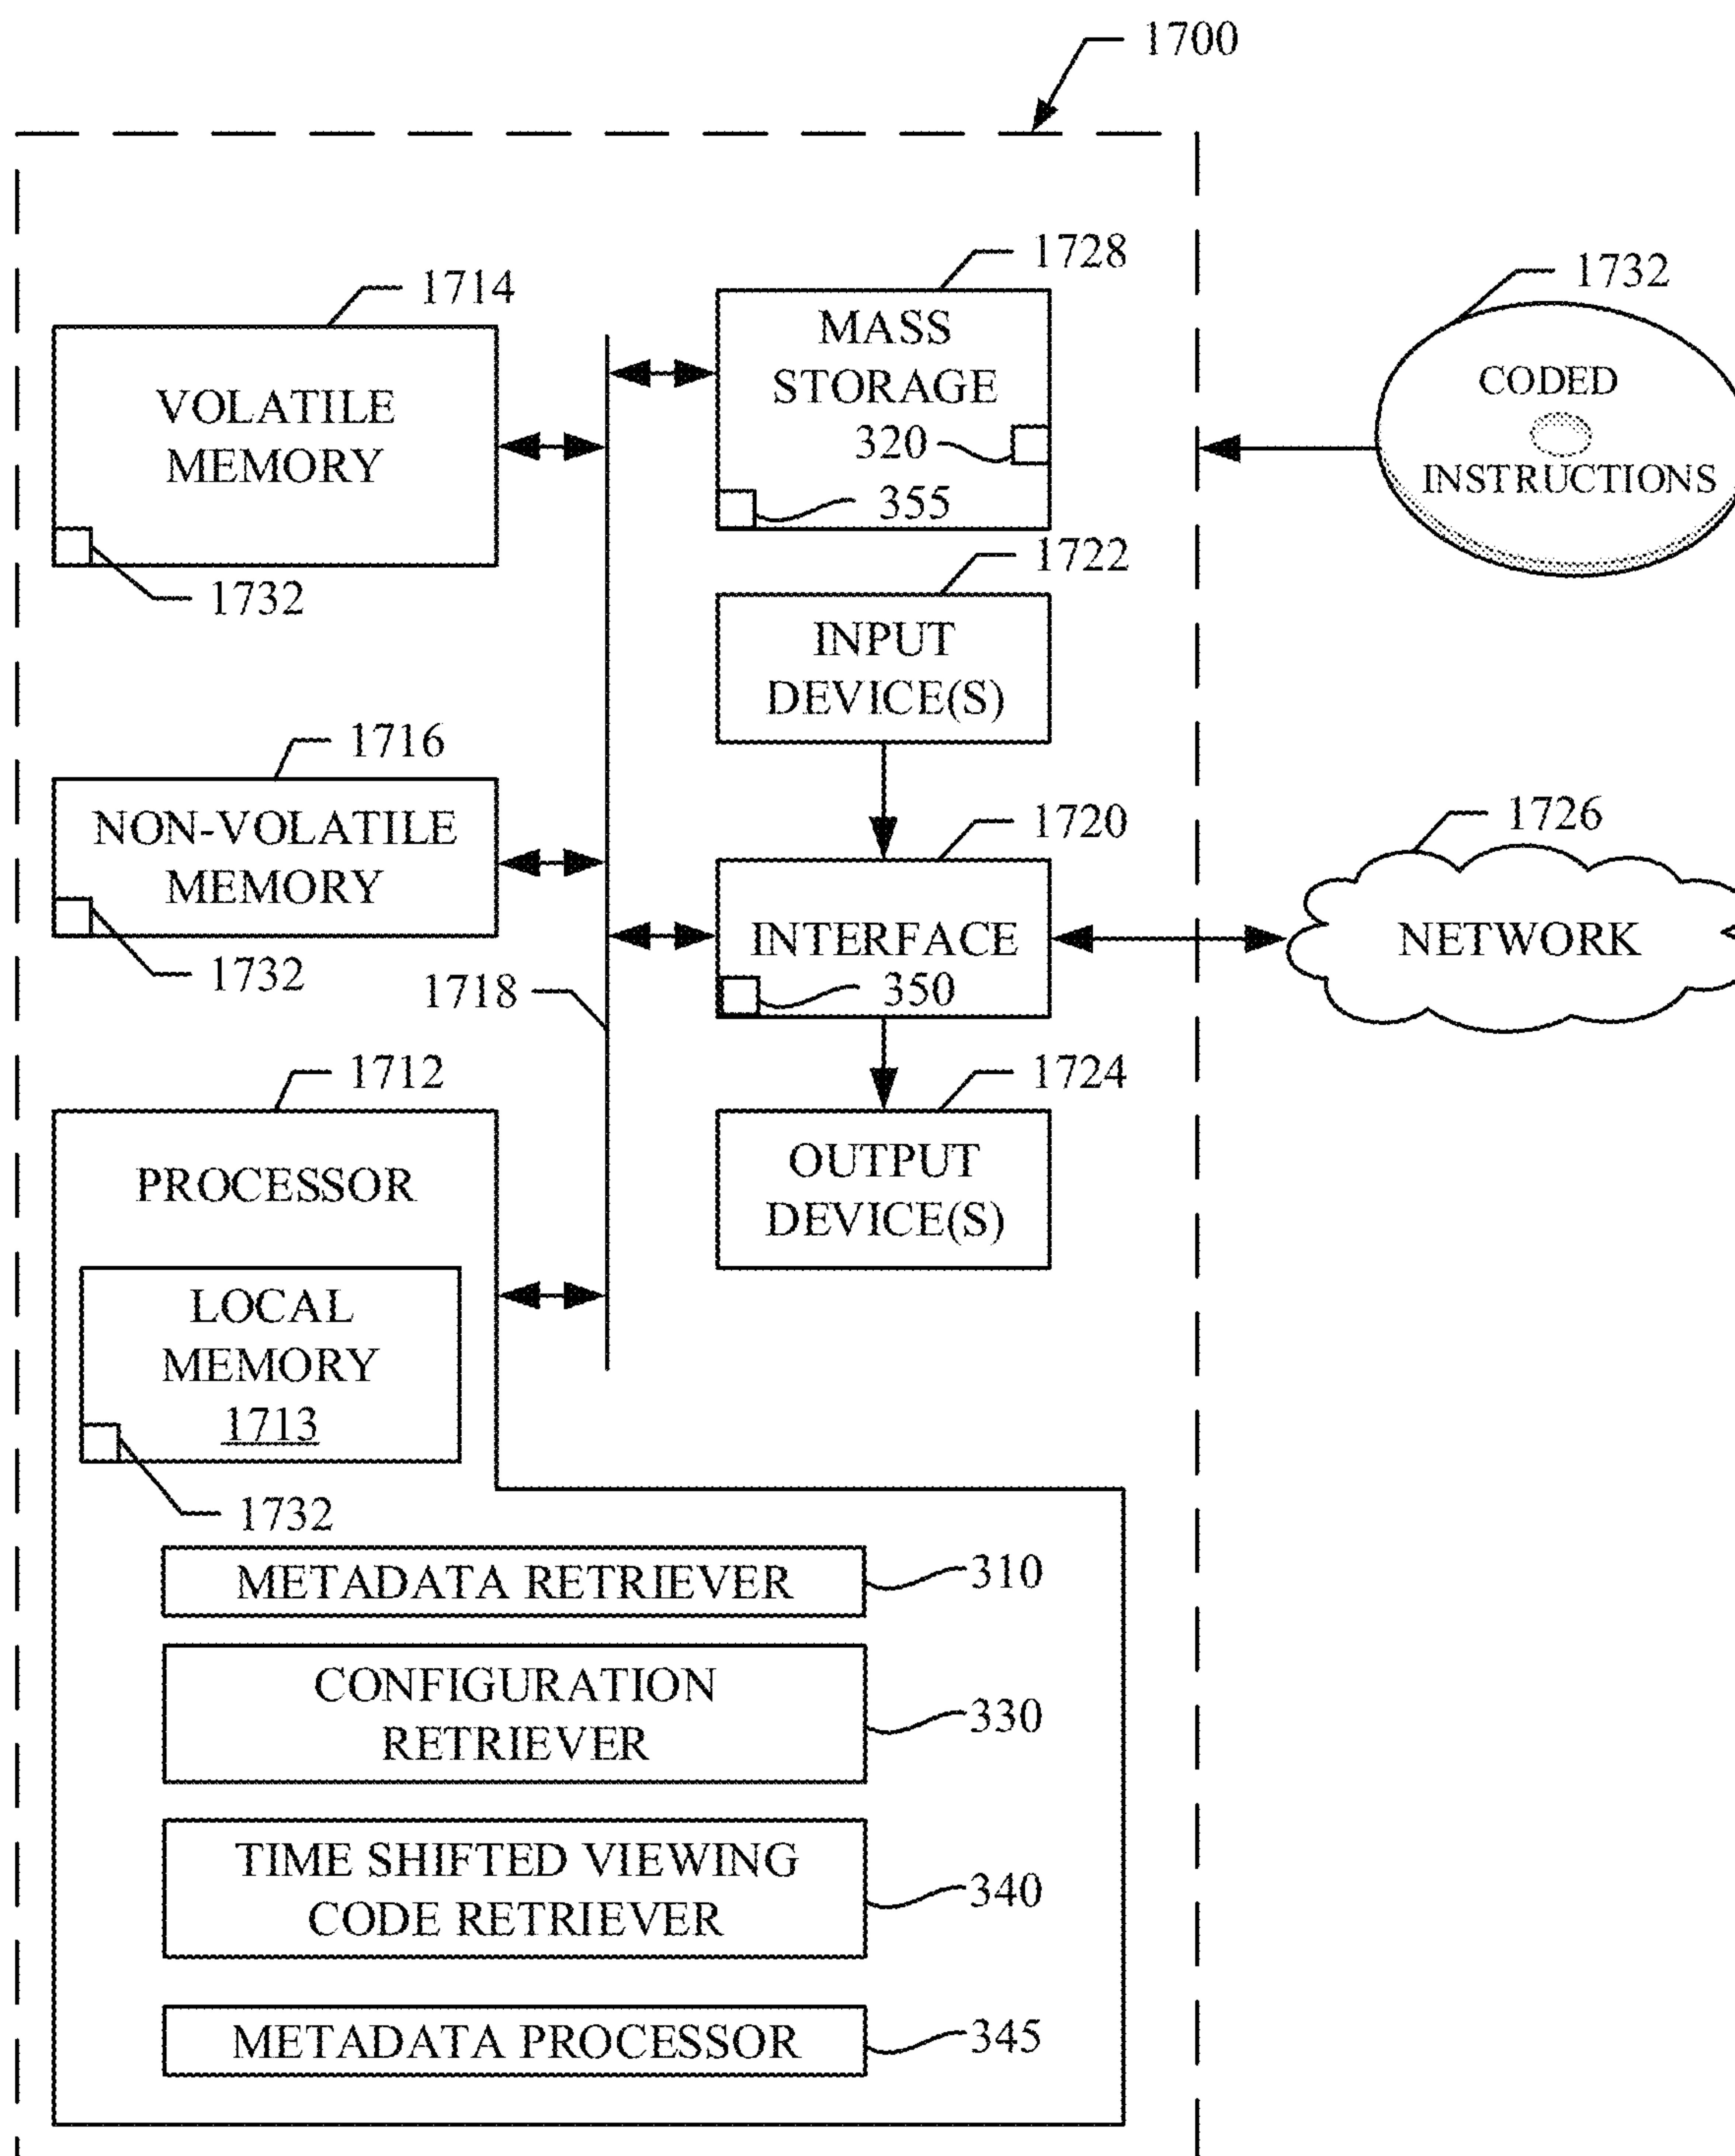 1700
1714
VOLATILE
MEMORY
1732
1728
MASS
STORAGE
320
355
1732
CODED
INSTRUCTIONS
1722
INPUT
DEVICE(S)
1716
NON-VOLATILE
MEMORY
1732
1718
1720
INTERFACE
350
1726
NETWORK
1712
PROCESSOR
1724
OUTPUT
DEVICE(S)
LOCAL
MEMORY
1713
1732
METADATA RETRIEVER
310
CONFIGURATION
RETRIEVER
330
TIME SHIFTED VIEWING
CODE RETRIEVER
340
METADATA PROCESSOR
345